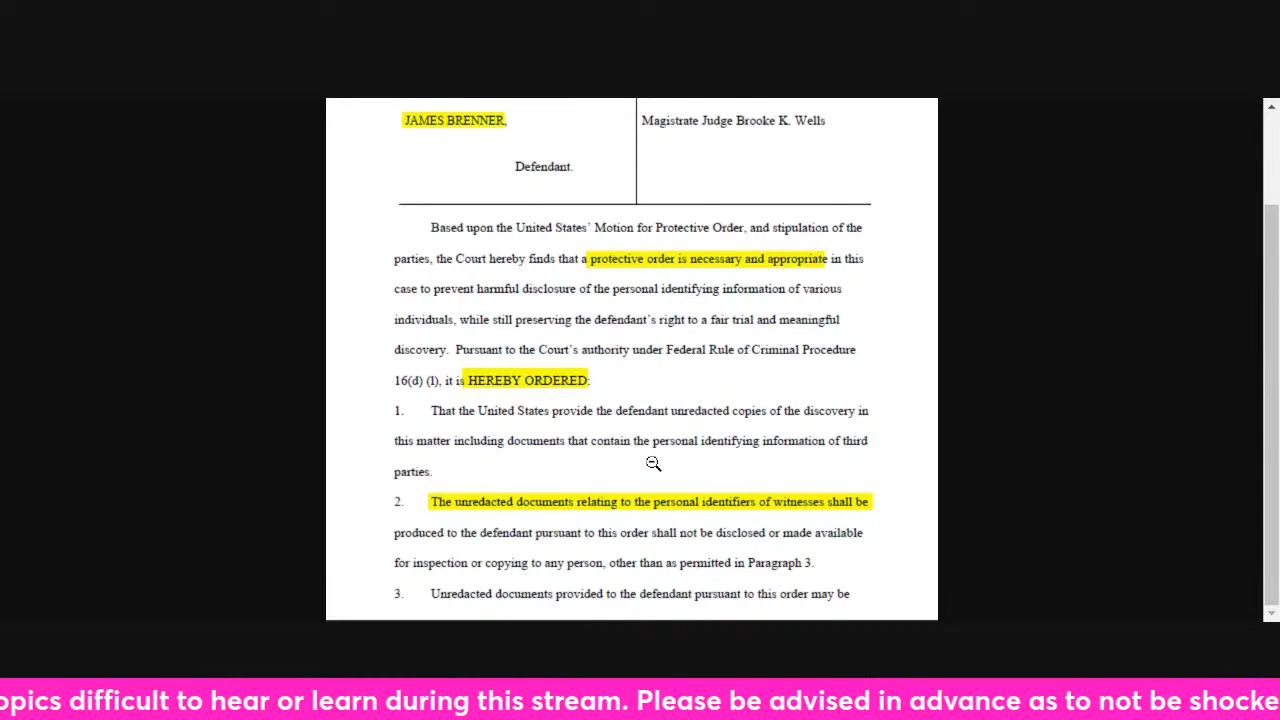 JAMES BRENNER,
Magistrate Judge Brooke K. Wells
Defendant.
Based upon the United States’ Motion for Protective Order, and stipulation of the
parties, the Court hereby finds that a protective order is necessary and appropriate in this
case to prevent harmful disclosure of the personal identifying information of various
individuals, while still preserving the defendant’s right to a fair trial and meaningful
discovery. Pursuant to the Court’s authority under Federal Rule of Criminal Procedure
16(d) (l), it is HEREBY ORDERED:
1. That the United States provide the defendant unredacted copies of the discovery in
this matter including documents that contain the personal identifying information of third
parties.
2. The unredacted documents relating to the personal identifiers of witnesses shall be
produced to the defendant pursuant to this order shall not be disclosed or made available
for inspection or copying to any person, other than as permitted in Paragraph 3.
3. Unredacted documents provided to the defendant pursuant to this order may be
opics difficult to hear or learn during this stream. Please be advised in advance as to not be shocke